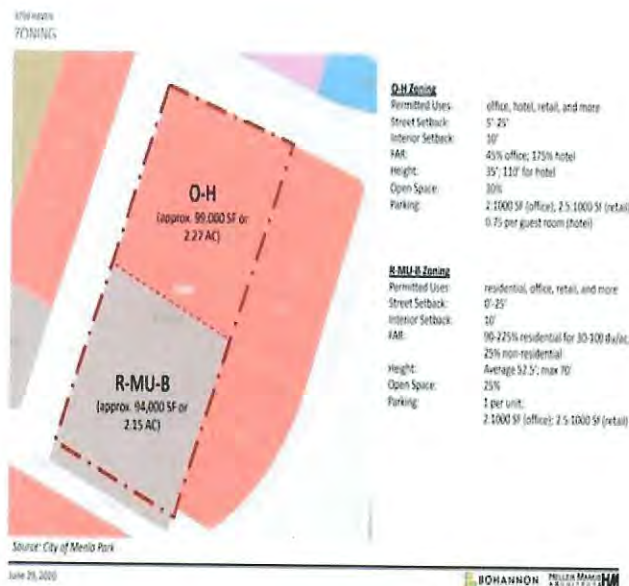 ZONING
O-H
(approx. 99,000 SF or
2.27 AC)
R-MU-B
(approx. 94,000 SF or
2.15 AC)
O-H Zoning
Permitted Uses: office, hotel, retail, and more
Street Setback: 5'-25'
Interior Setback: 10'
FAR: 45% office; 175% hotel
Height: 35'; 110' for hotel
Open Space: 30%
Parking: 2:1000 SF (office); 2.5:1000 SF (retail)
0.75 per guest room (hotel)
R-MU-B Zoning
Permitted Uses: residential, office, retail, and more
Street Setback: 0'-25'
Interior Setback: 10'
FAR: 90-225% residential for 30-100 du/ac,
25% non-residential
Height: Average 52.5'; max 70'
Open Space: 25%
Parking: 1 per unit;
2:1000 SF (office); 2.5:1000 SF (retail)
Source: City of Menlo Park
June 29, 2020
BOHANNON HM